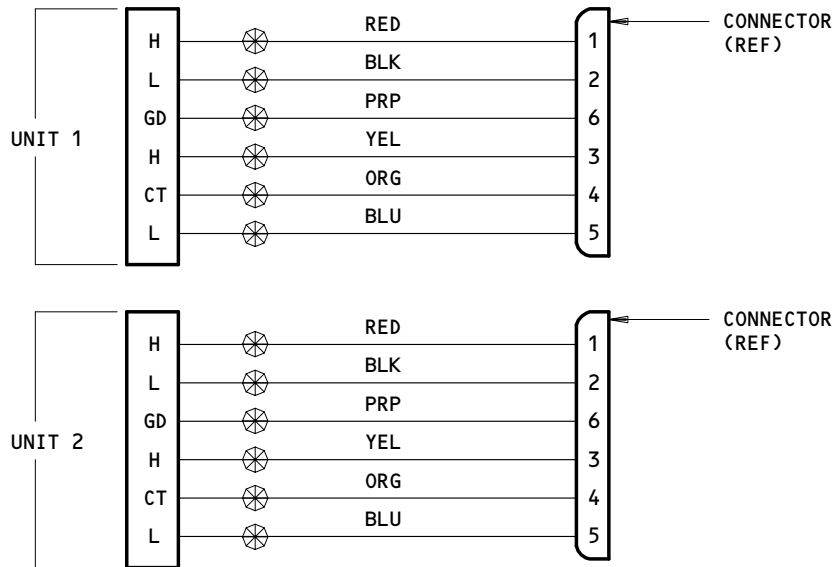 RED
CONNECTOR
(REF)
H
1
BLK
L
2
PRP
GD
6
UNIT 1
YEL
H
3
ORG
CT
4
BLU
L
5
RED
CONNECTOR
(REF)
H
1
BLK
L
2
PRP
GD
6
UNIT 2
YEL
H
3
ORG
CT
4
BLU
L
5